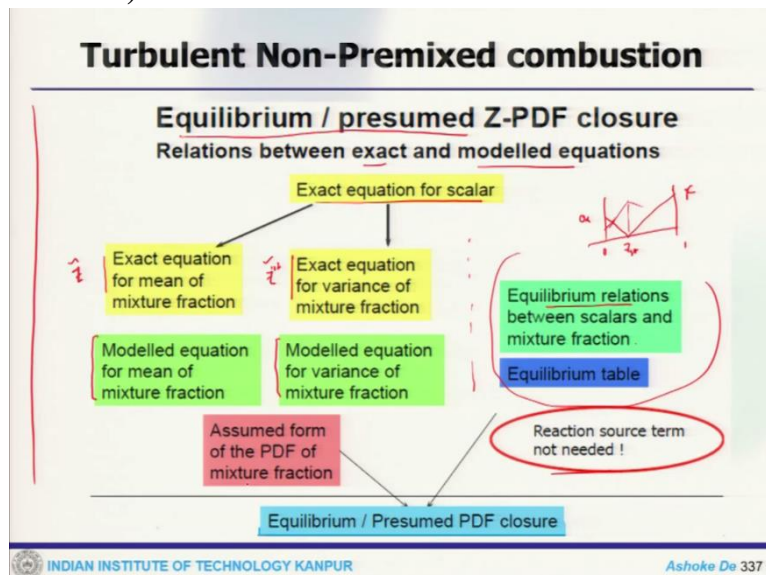 Turbulent Non-Premixed combustion
Equilibrium / presumed Z-PDF closure
Relations between exact and modelled equations
Exact equation for scalar
Exact equation
for mean of
mixture fraction
Exact equation
for variance of
mixture fraction
Equilibrium relations
between scalars and
mixture fraction
Modelled equation
for mean of
mixture fraction
Modelled equation
for variance of
mixture fraction
Equilibrium table
Assumed form
of the PDF of
mixture fraction
Reaction source term
not needed !
Equilibrium / Presumed PDF closure
INDIAN INSTITUTE OF TECHNOLOGY KANPUR
Ashoke De 337